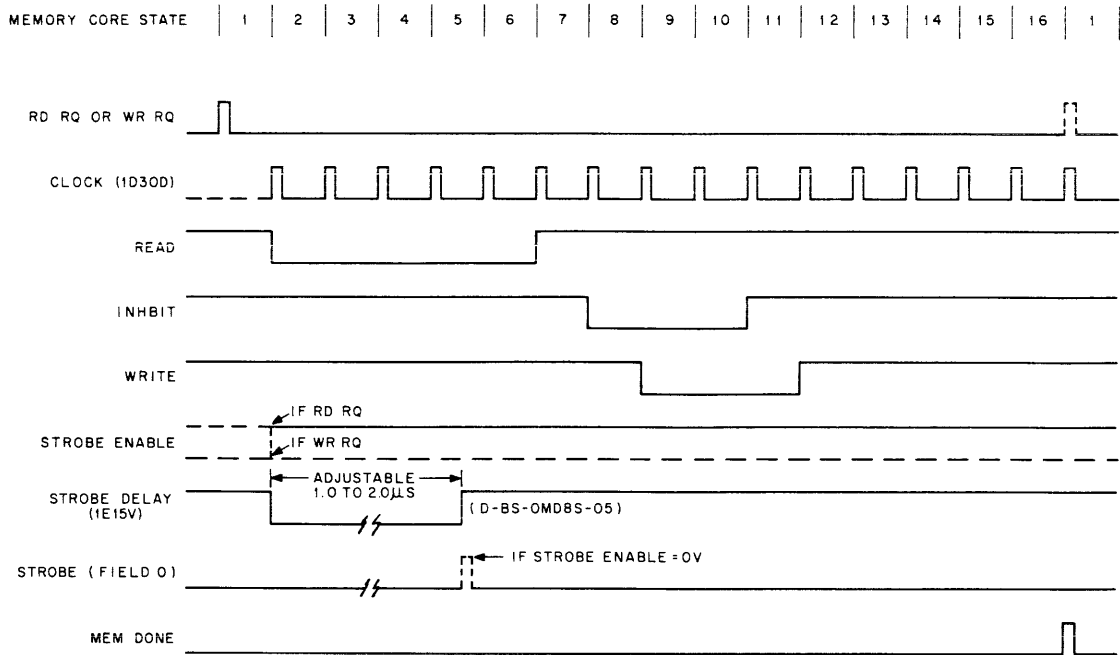 MEMORY CORE STATE 1 2 3 4 5 6 7 8 9 10 11 12 13 14 15 16 1
RD RQ OR WR RQ
CLOCK (1D30D)
READ
INHBIT
WRITE
IF RD RQ
STROBE ENABLE
IF WR RQ
ADJUSTABLE
1.0 TO 2.0µS
STROBE DELAY
(1E15V)
(D-BS-OMD8S-05)
IF STROBE ENABLE = 0V
STROBE (FIELD 0)
MEM DONE